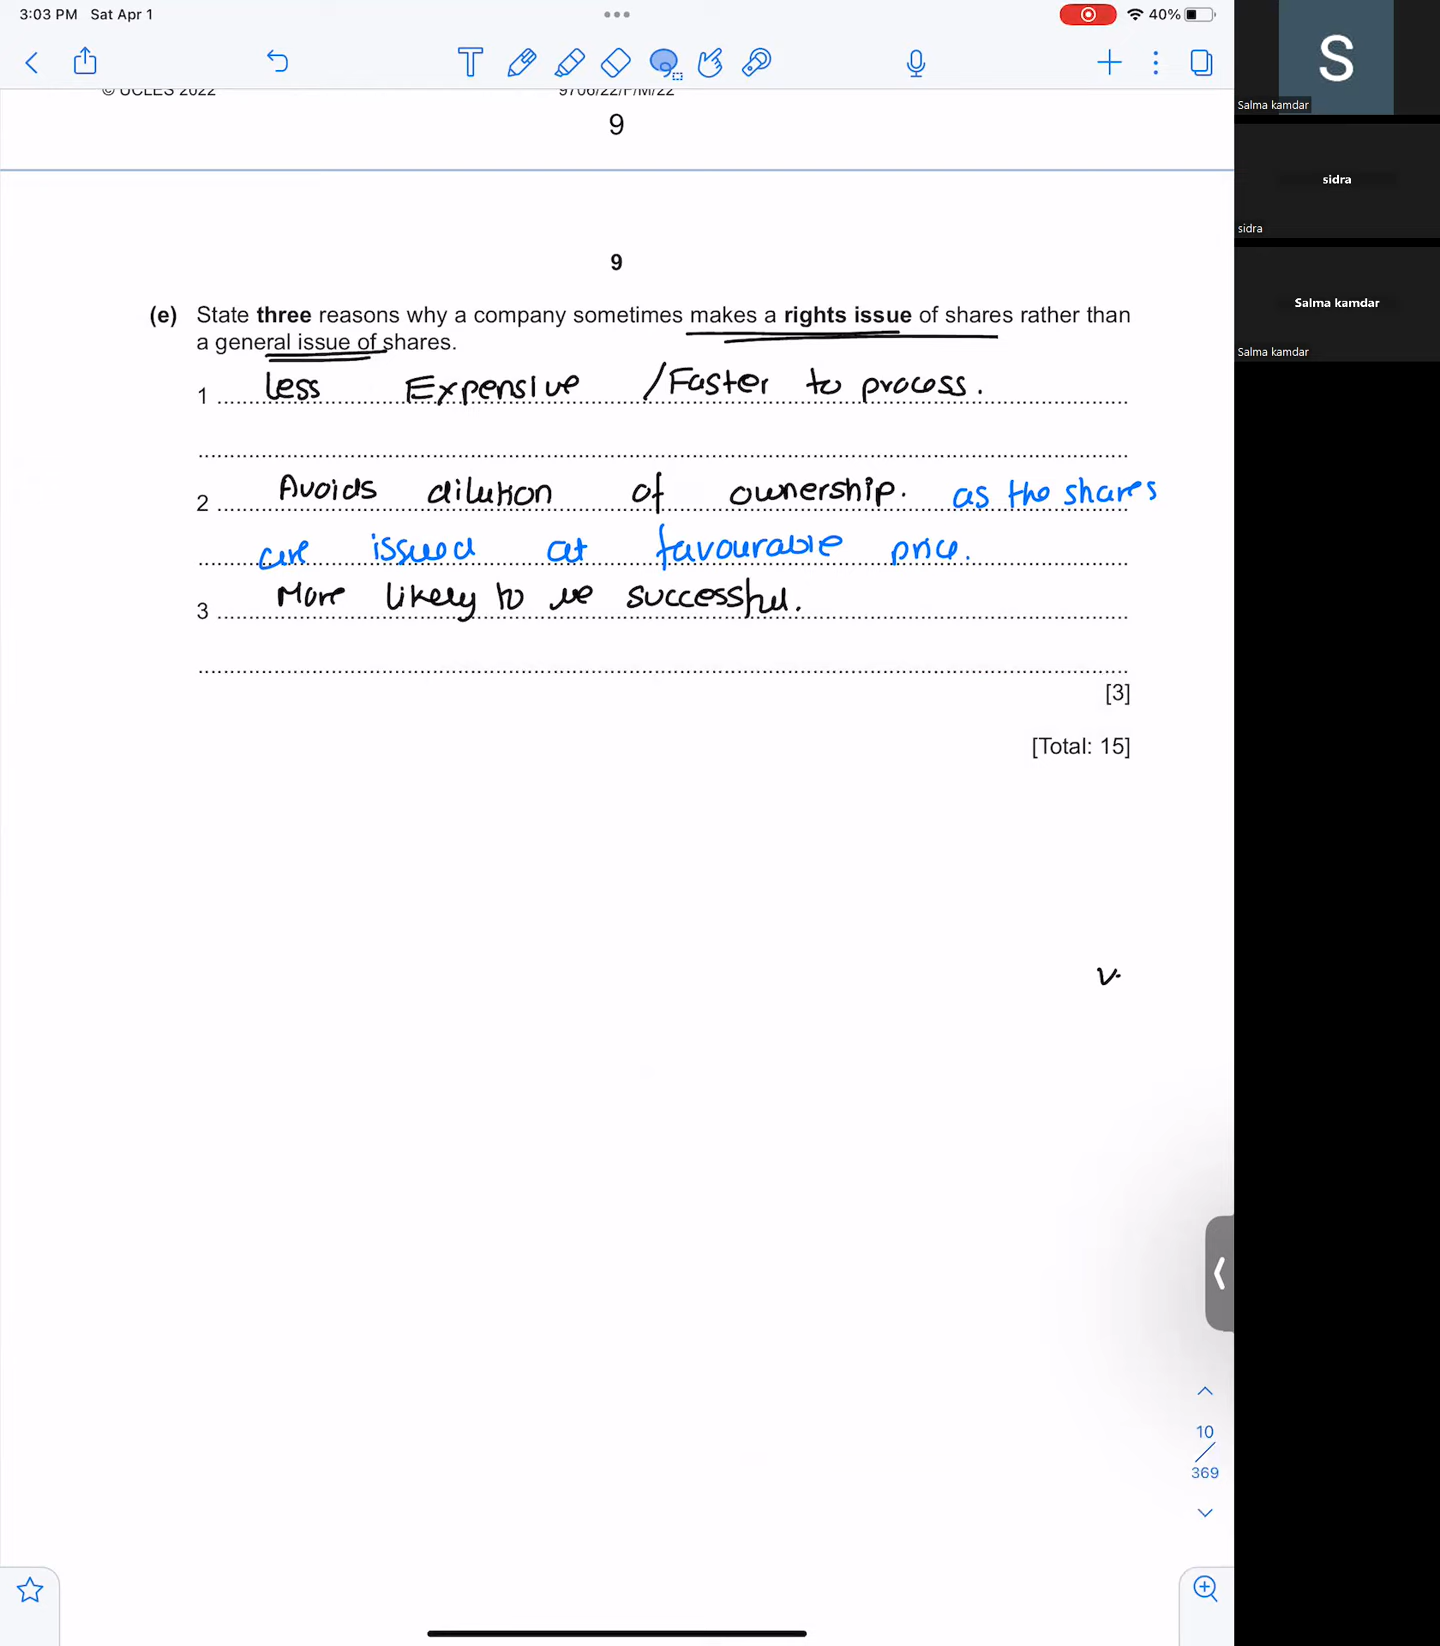 3:03 PM Sat Apr 1
40%
© UCLES 2022
9706/22/F/M/22
9
9
(e) State three reasons why a company sometimes makes a rights issue of shares rather than
a general issue of shares.
1 less Expensive / Faster to process.
2 Avoids dilution of ownership. as the shares
are issued at favourable price.
3 More likely to be successful.
[3]
[Total: 15]
10
369
S
Salma kamdar
sidra
sidra
Salma kamdar
Salma kamdar